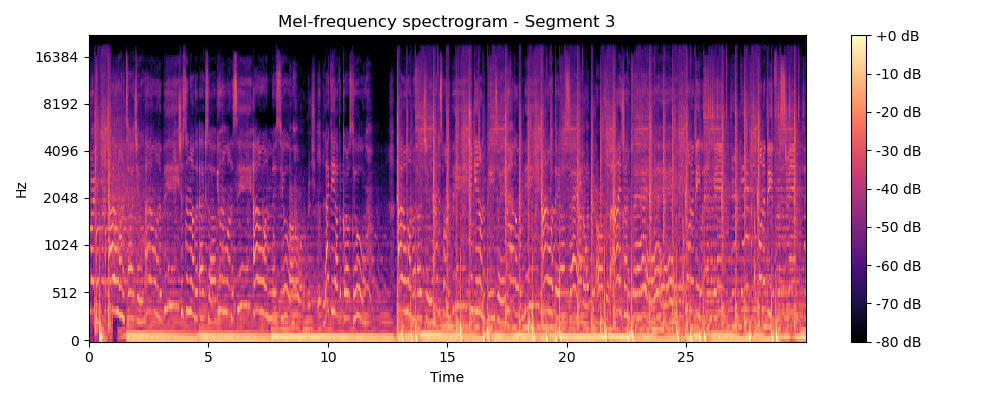 Mel-frequency spectrogram - Segment 3
Hz
16384
8192
4096
2048
1024
512
0
0 5 10 15 20 25
Time
+0 dB
-10 dB
-20 dB
-30 dB
-40 dB
-50 dB
-60 dB
-70 dB
-80 dB